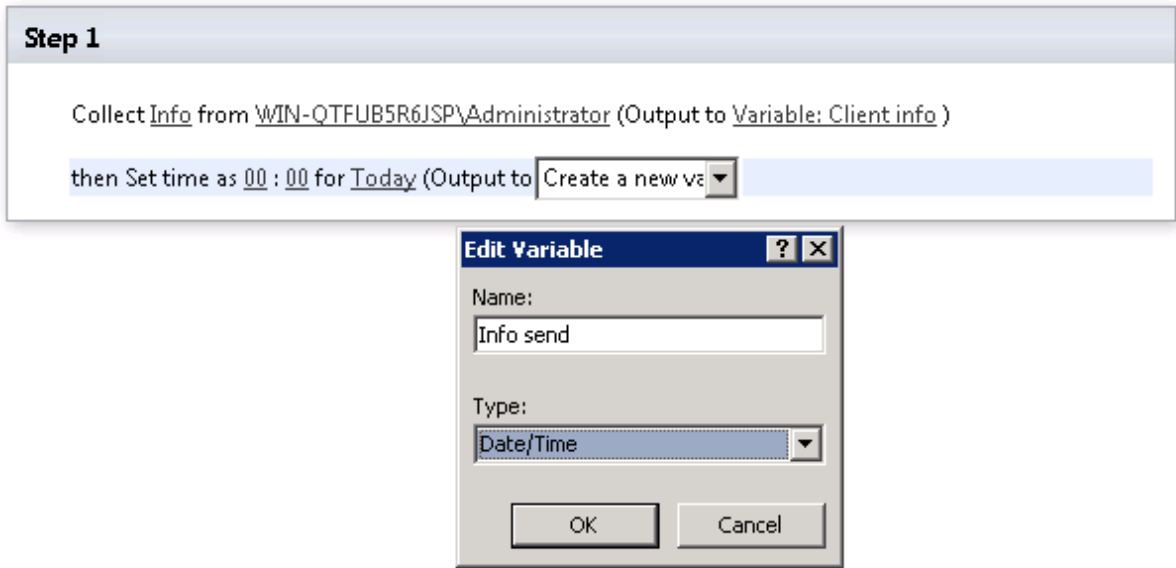 Step 1
Collect Info from WIN-QTFUB5R6JSP\Administrator (Output to Variable: Client info )
then Set time as 00 : 00 for Today (Output to Create a new va
Edit Variable
Name:
Info send
Type:
Date/Time
OK Cancel